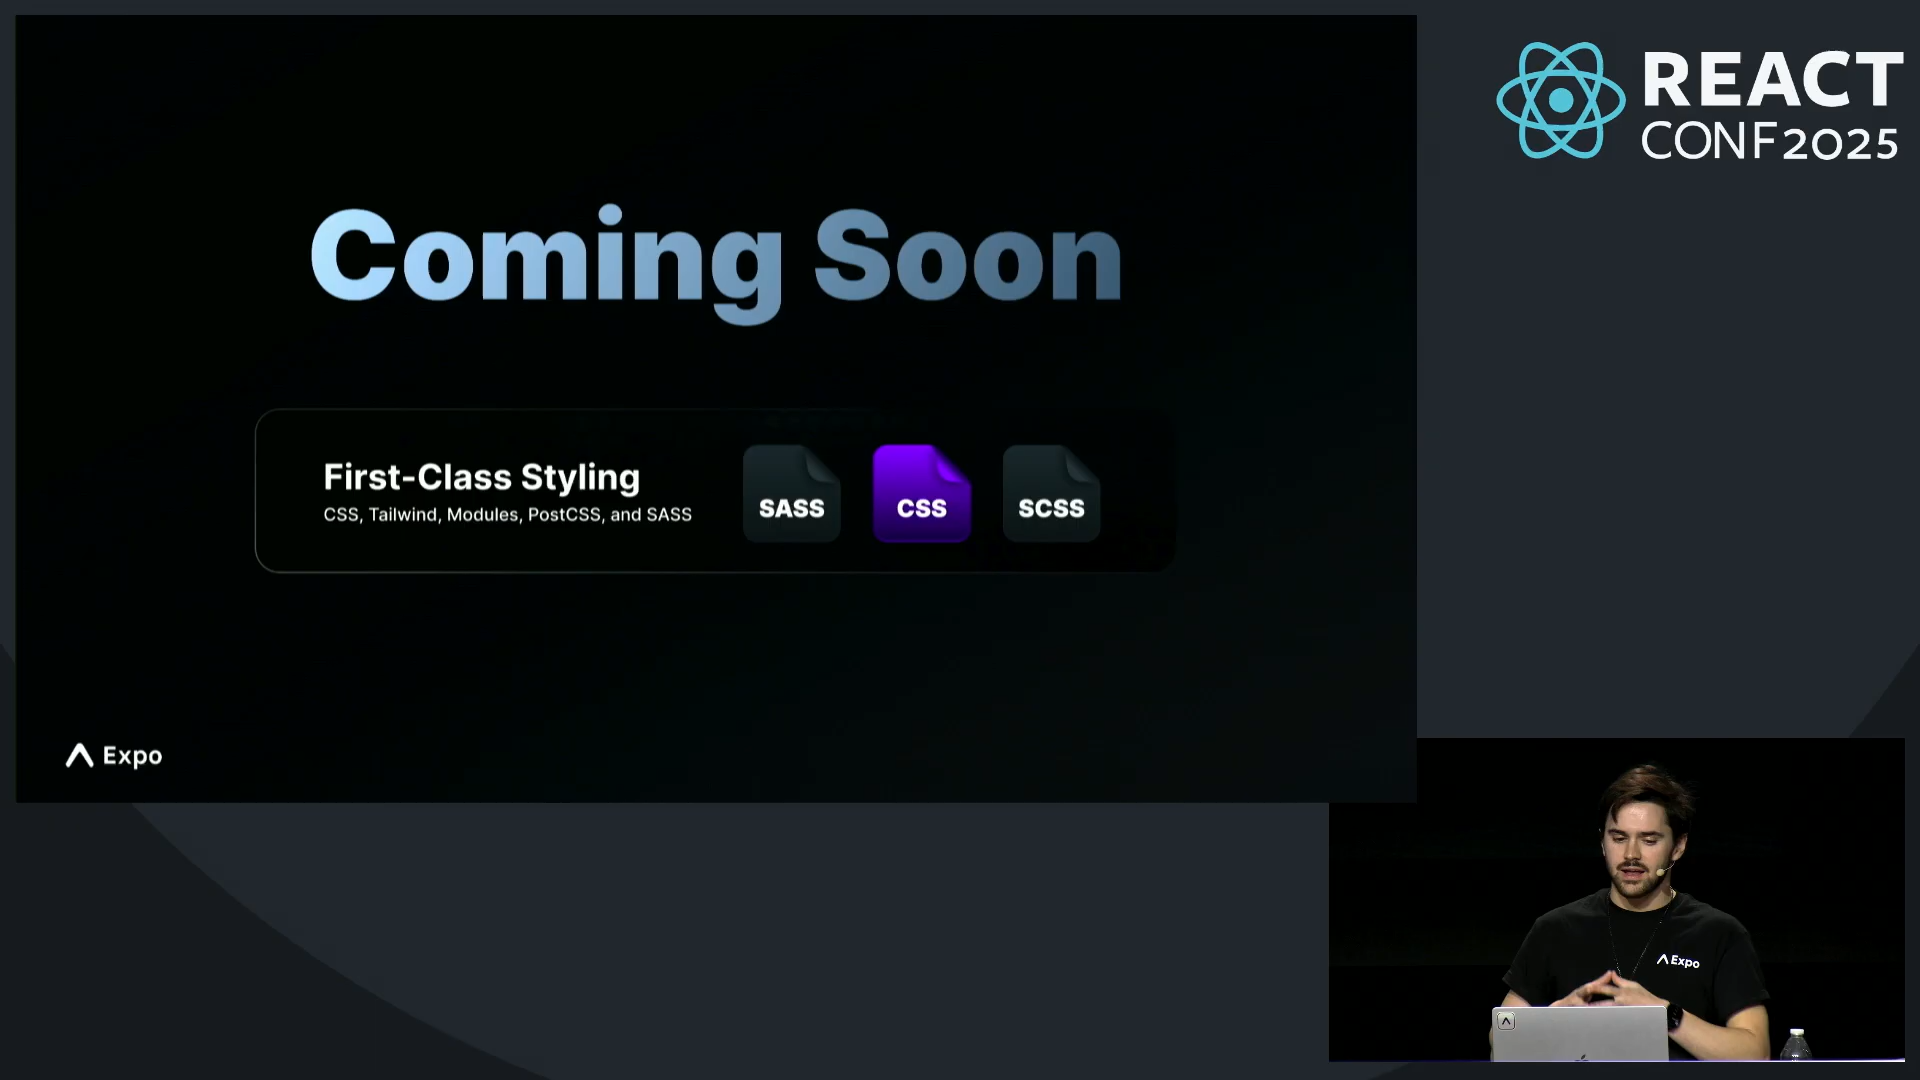 Coming Soon
First-Class Styling
CSS, Tailwind, Modules, PostCSS, and SASS
SASS
CSS
SCSS
Expo
REACT
CONF2025
Expo